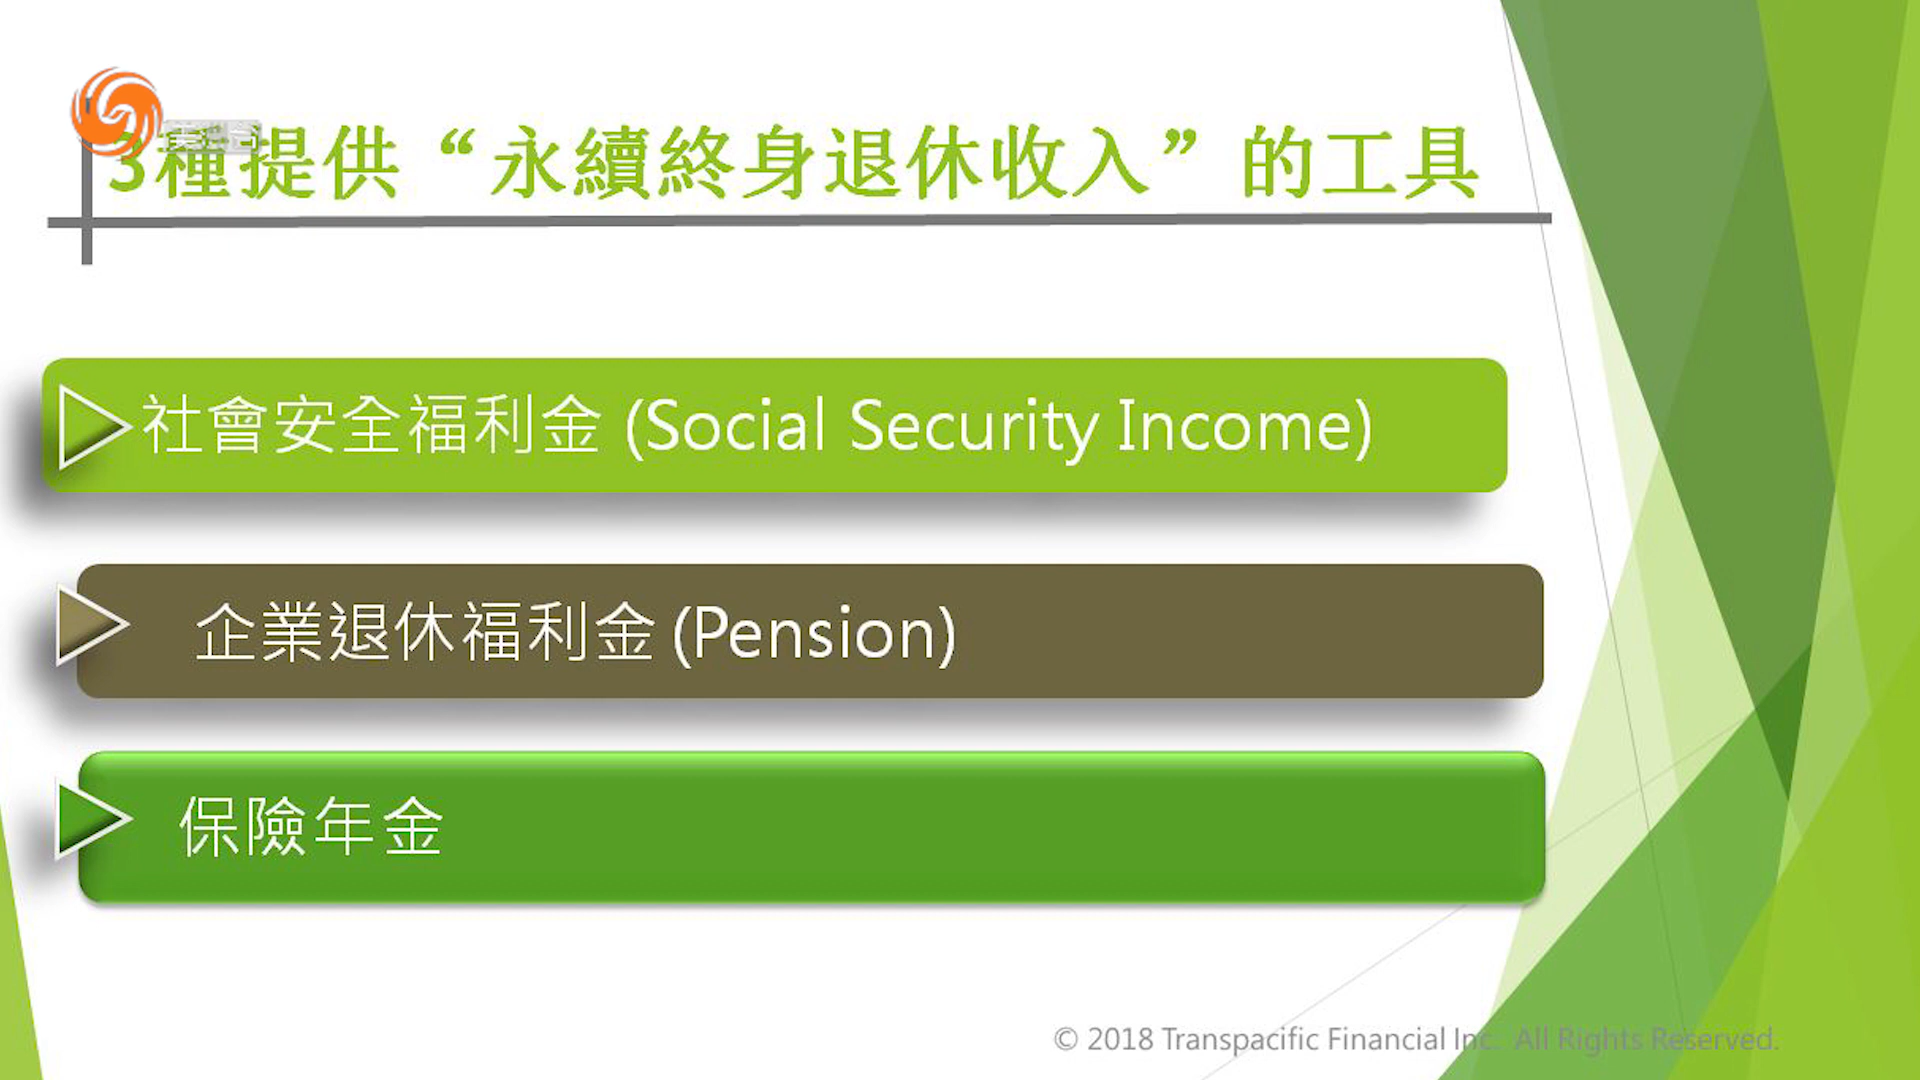 3種提供“永續終身退休收入”的工具
社會安全福利金 (Social Security Income)
企業退休福利金 (Pension)
保險年金
© 2018 Transpacific Financial Inc. All Rights Reserved.